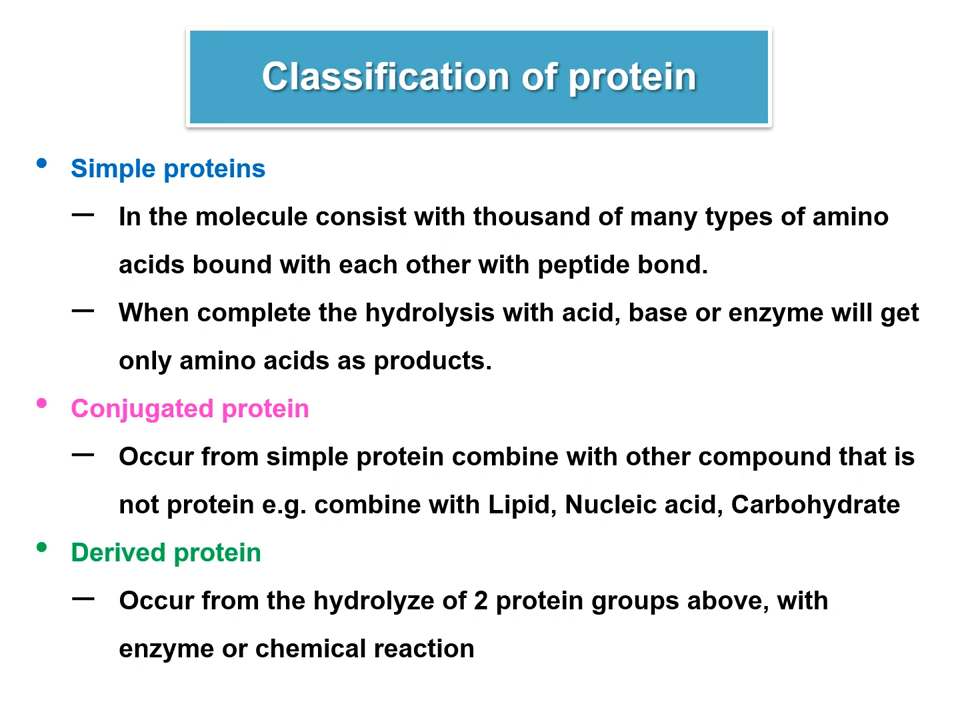 Classification of protein
• Simple proteins
– In the molecule consist with thousand of many types of amino
acids bound with each other with peptide bond.
– When complete the hydrolysis with acid, base or enzyme will get
only amino acids as products.
• Conjugated protein
– Occur from simple protein combine with other compound that is
not protein e.g. combine with Lipid, Nucleic acid, Carbohydrate
• Derived protein
– Occur from the hydrolyze of 2 protein groups above, with
enzyme or chemical reaction